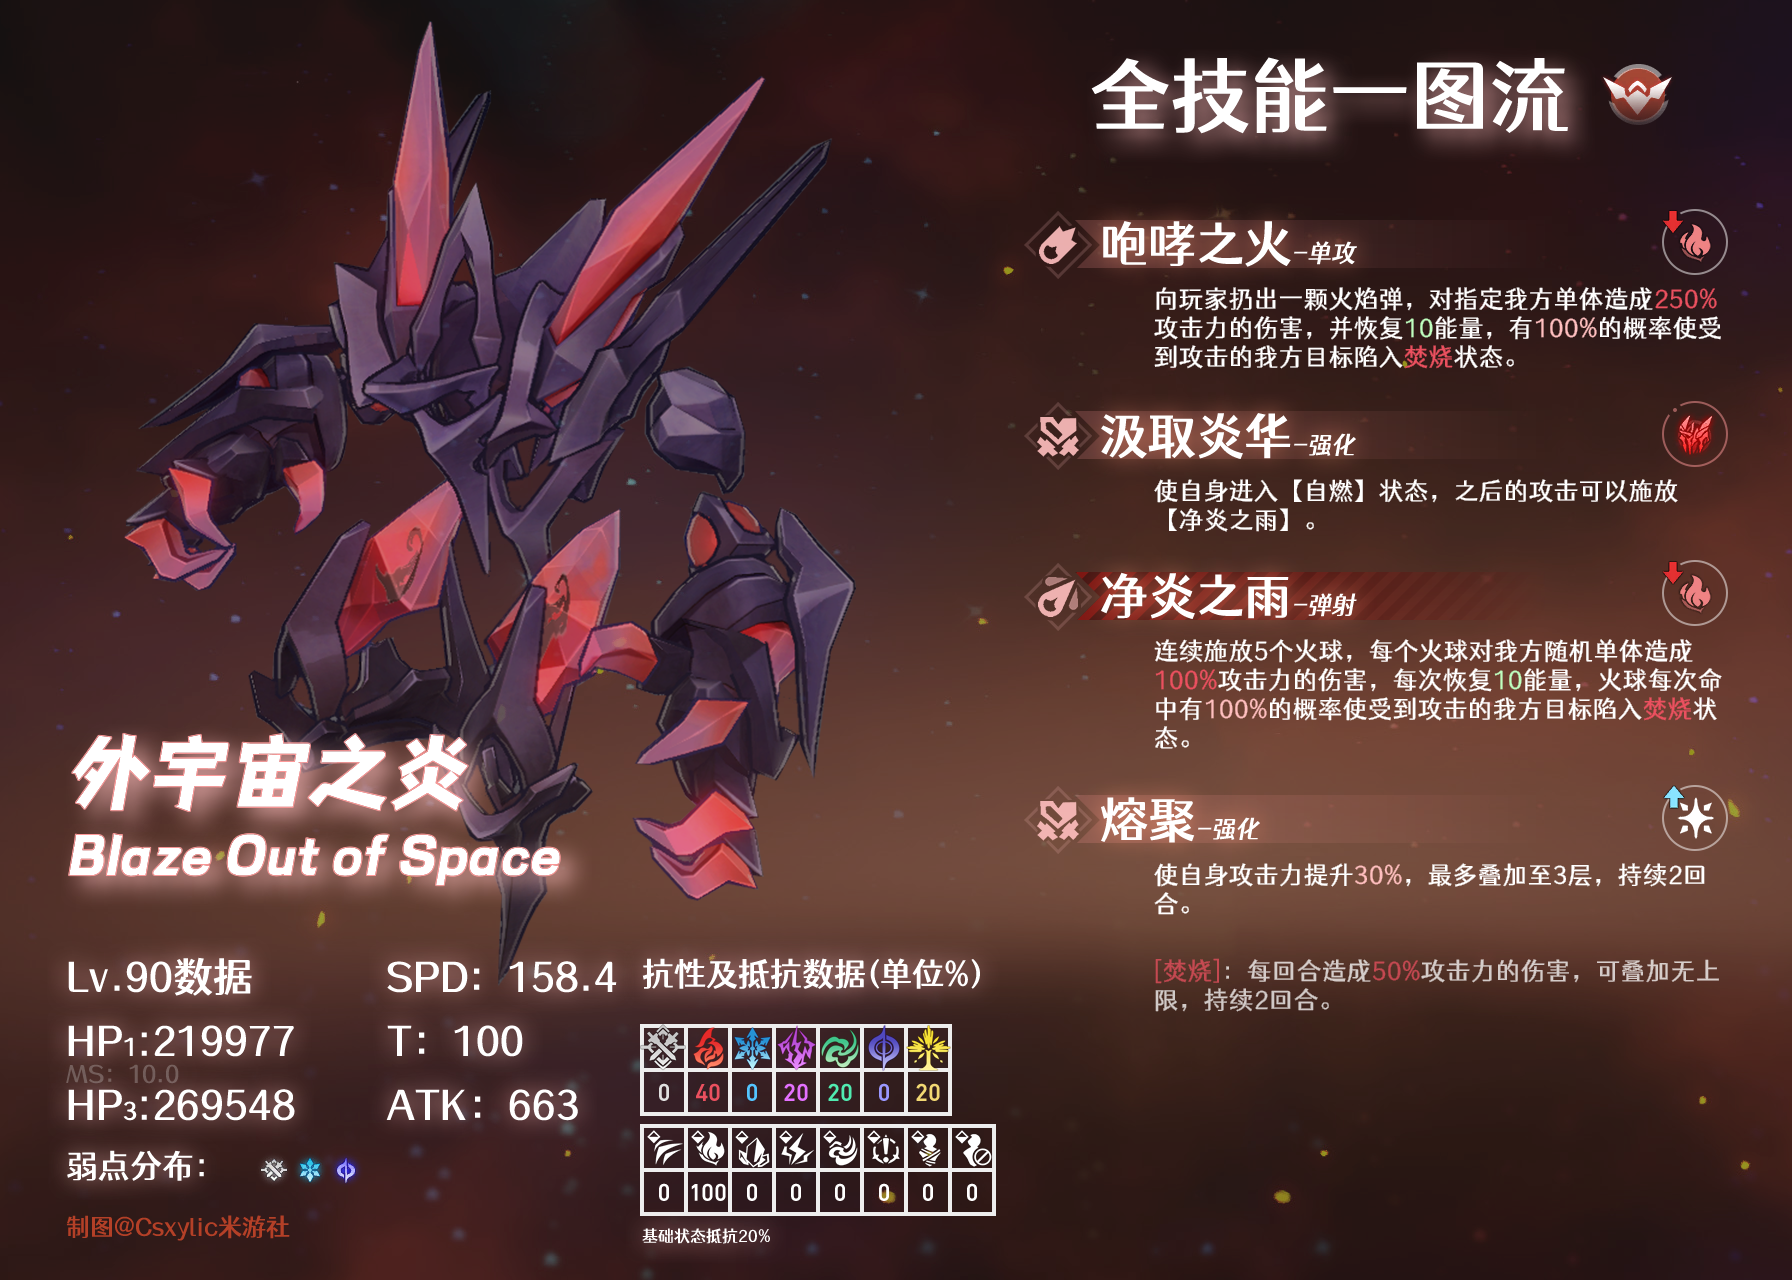 全技能一图流
咆哮之火-单攻
向玩家扔出一颗火焰弹，对指定我方单体造成250%
攻击力的伤害，并恢复10能量，有100%的概率使受
到攻击的我方目标陷入焚烧状态。
汲取炎华-强化
使自身进入【自燃】状态，之后的攻击可以施放
【净炎之雨】。
净炎之雨-弹射
连续施放5个火球，每个火球对我方随机单体造成
100%攻击力的伤害，每次恢复10能量，火球每次命
中有100%的概率使受到攻击的我方目标陷入焚烧状
态。
熔聚-强化
使自身攻击力提升30%，最多叠加至3层，持续2回
合。
[焚烧]：每回合造成50%攻击力的伤害，可叠加无上
限，持续2回合。
外宇宙之炎
Blaze Out of Space
Lv.90数据
SPD：158.4
HP1:219977
T：100
MS：10.0
HP3:269548
ATK：663
弱点分布：
制图@Csxylic米游社
抗性及抵抗数据(单位%)
0 40 0 20 20 0 20
0 100 0 0 0 0 0 0
基础状态抵抗20%